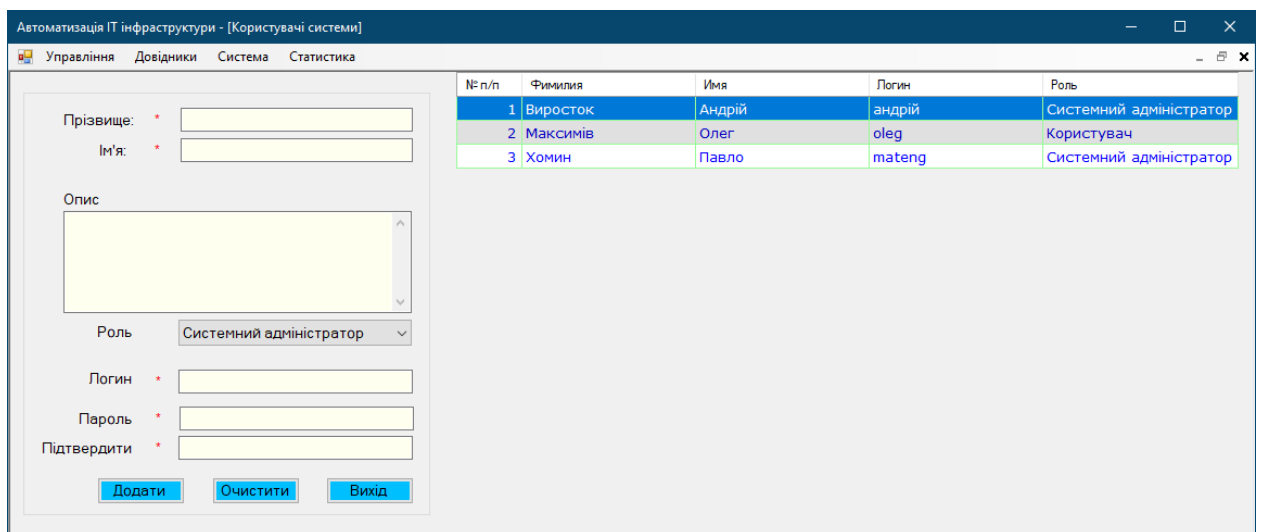 Автоматизація ІТ інфраструктури - [Користувачі системи]
Управління Довідники Система Статистика
Прізвище: *
Ім'я: *
Опис
Роль Системний адміністратор
Логин *
Пароль *
Підтвердити *
Додати Очистити Вихід
№ п/п Фимилия Имя Логин Роль
1 Виросток Андрій андрій Системний адміністратор
2 Максимів Олег oleg Користувач
3 Хомин Павло mateng Системний адміністратор